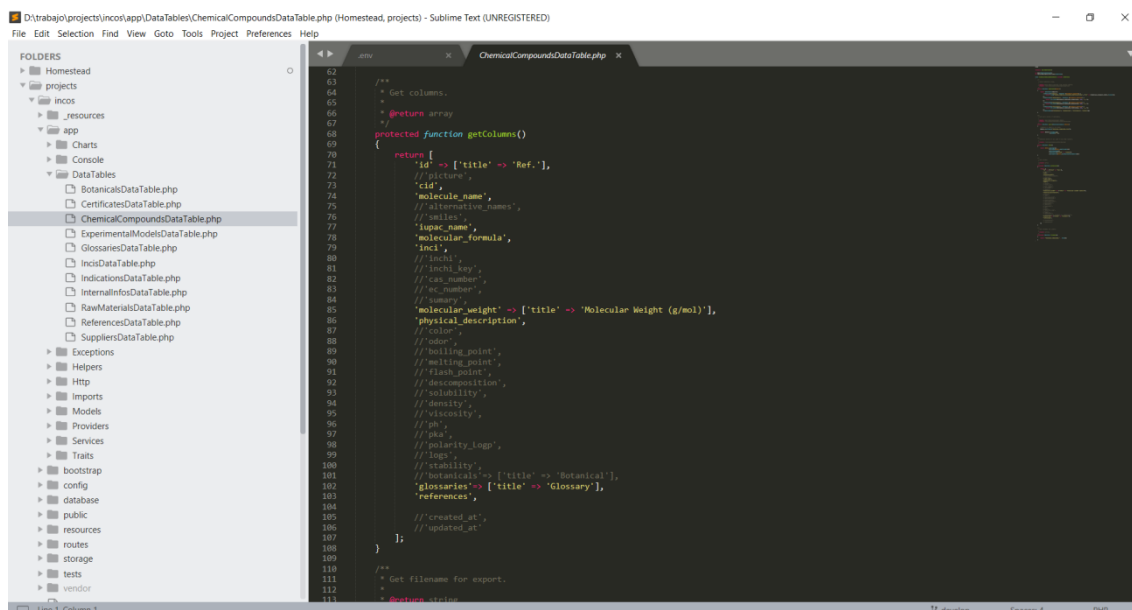 D:\trabajo\projects\incos\app\DataTables\ChemicalCompoundsDataTable.php (Homestead, projects) - Sublime Text (UNREGISTERED)
File Edit Selection Find View Goto Tools Project Preferences Help
FOLDERS
Homestead
projects
incos
_resources
app
Charts
Console
DataTables
BotanicalsDataTable.php
CertificatesDataTable.php
ChemicalCompoundsDataTable.php
ExperimentalModelsDataTable.php
GlossariesDataTable.php
IncisDataTable.php
IndicationsDataTable.php
InternalInfosDataTable.php
RawMaterialsDataTable.php
ReferencesDataTable.php
SuppliersDataTable.php
Exceptions
Helpers
Http
Imports
Models
Providers
Services
Traits
bootstrap
config
database
public
resources
routes
storage
tests
vendor
.env
ChemicalCompoundsDataTable.php
62
63 /**
64 * Get columns.
65 *
66 * @return array
67 */
68 protected function getColumns()
69 {
70 return [
71 'id' => ['title' => 'Ref.'],
72 //'picture',
73 'cid',
74 'molecule_name',
75 //'alternative_names',
76 //'smiles',
77 'iupac_name',
78 'molecular_formula',
79 'inci',
80 //'inchi',
81 //'inchi_key',
82 //'cas_number',
83 //'ec_number',
84 //'sumary',
85 'molecular_weight' => ['title' => 'Molecular Weight (g/mol)'],
86 'physical_description',
87 //'color',
88 //'odor',
89 //'boiling_point',
90 //'melting_point',
91 //'flash_point',
92 //'descomposition',
93 //'solubility',
94 //'density',
95 //'viscosity',
96 //'ph',
97 //'pka',
98 //'polarity_Logp',
99 //'logs',
100 //'stability',
101 //'botanicals'=> ['title' => 'Botanical'],
102 'glossaries'=> ['title' => 'Glossary'],
103 'references',
104
105 //'created_at',
106 //'updated_at'
107 ];
108 }
109
110 /**
111 * Get filename for export.
112 *
113 * @return string
Line 1, Column 1
develop
Spaces: 4
PHP